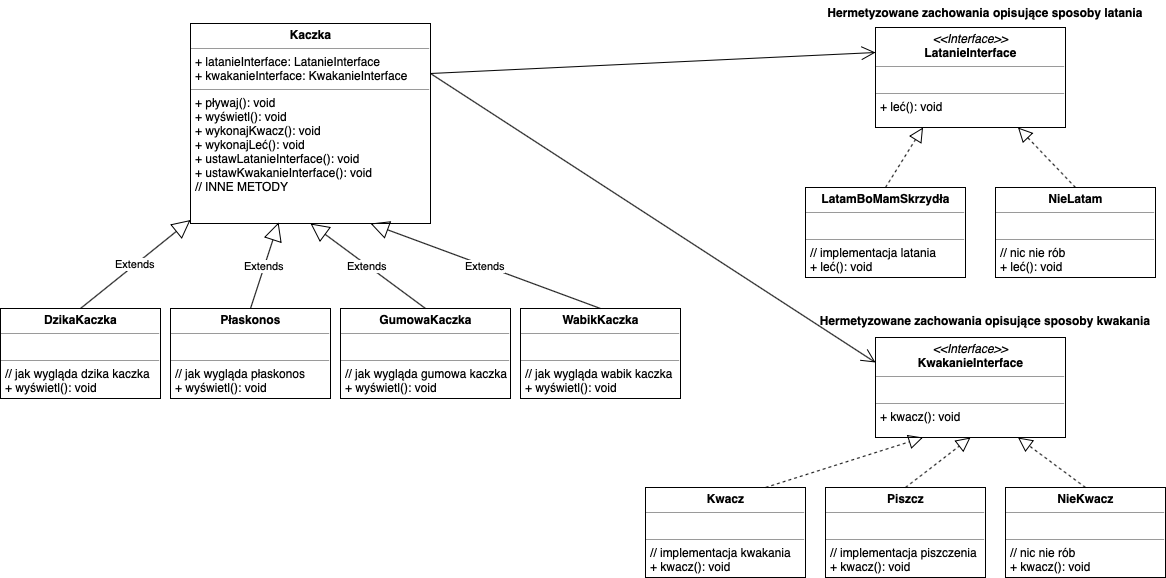 Hermetyzowane zachowania opisujące sposoby latania
Kaczka
+ latanieInterface: LatanieInterface
+ kwakanieInterface: KwakanieInterface
+ pływaj(): void
+ wyświetl(): void
+ wykonajKwacz(): void
+ wykonajLeć(): void
+ ustawLatanieInterface(): void
+ ustawKwakanieInterface(): void
// INNE METODY
<<Interface>>
LatanieInterface
+ leć(): void
LatamBoMamSkrzydła
// implementacja latania
+ leć(): void
NieLatam
// nic nie rób
+ leć(): void
Extends
Extends
Extends
Extends
DzikaKaczka
// jak wygląda dzika kaczka
+ wyświetl(): void
Płaskonos
// jak wygląda płaskonos
+ wyświetl(): void
GumowaKaczka
// jak wygląda gumowa kaczka
+ wyświetl(): void
WabikKaczka
// jak wygląda wabik kaczka
+ wyświetl(): void
Hermetyzowane zachowania opisujące sposoby kwakania
<<Interface>>
KwakanieInterface
+ kwacz(): void
Kwacz
// implementacja kwakania
+ kwacz(): void
Piszcz
// implementacja piszczenia
+ kwacz(): void
NieKwacz
// nic nie rób
+ kwacz(): void